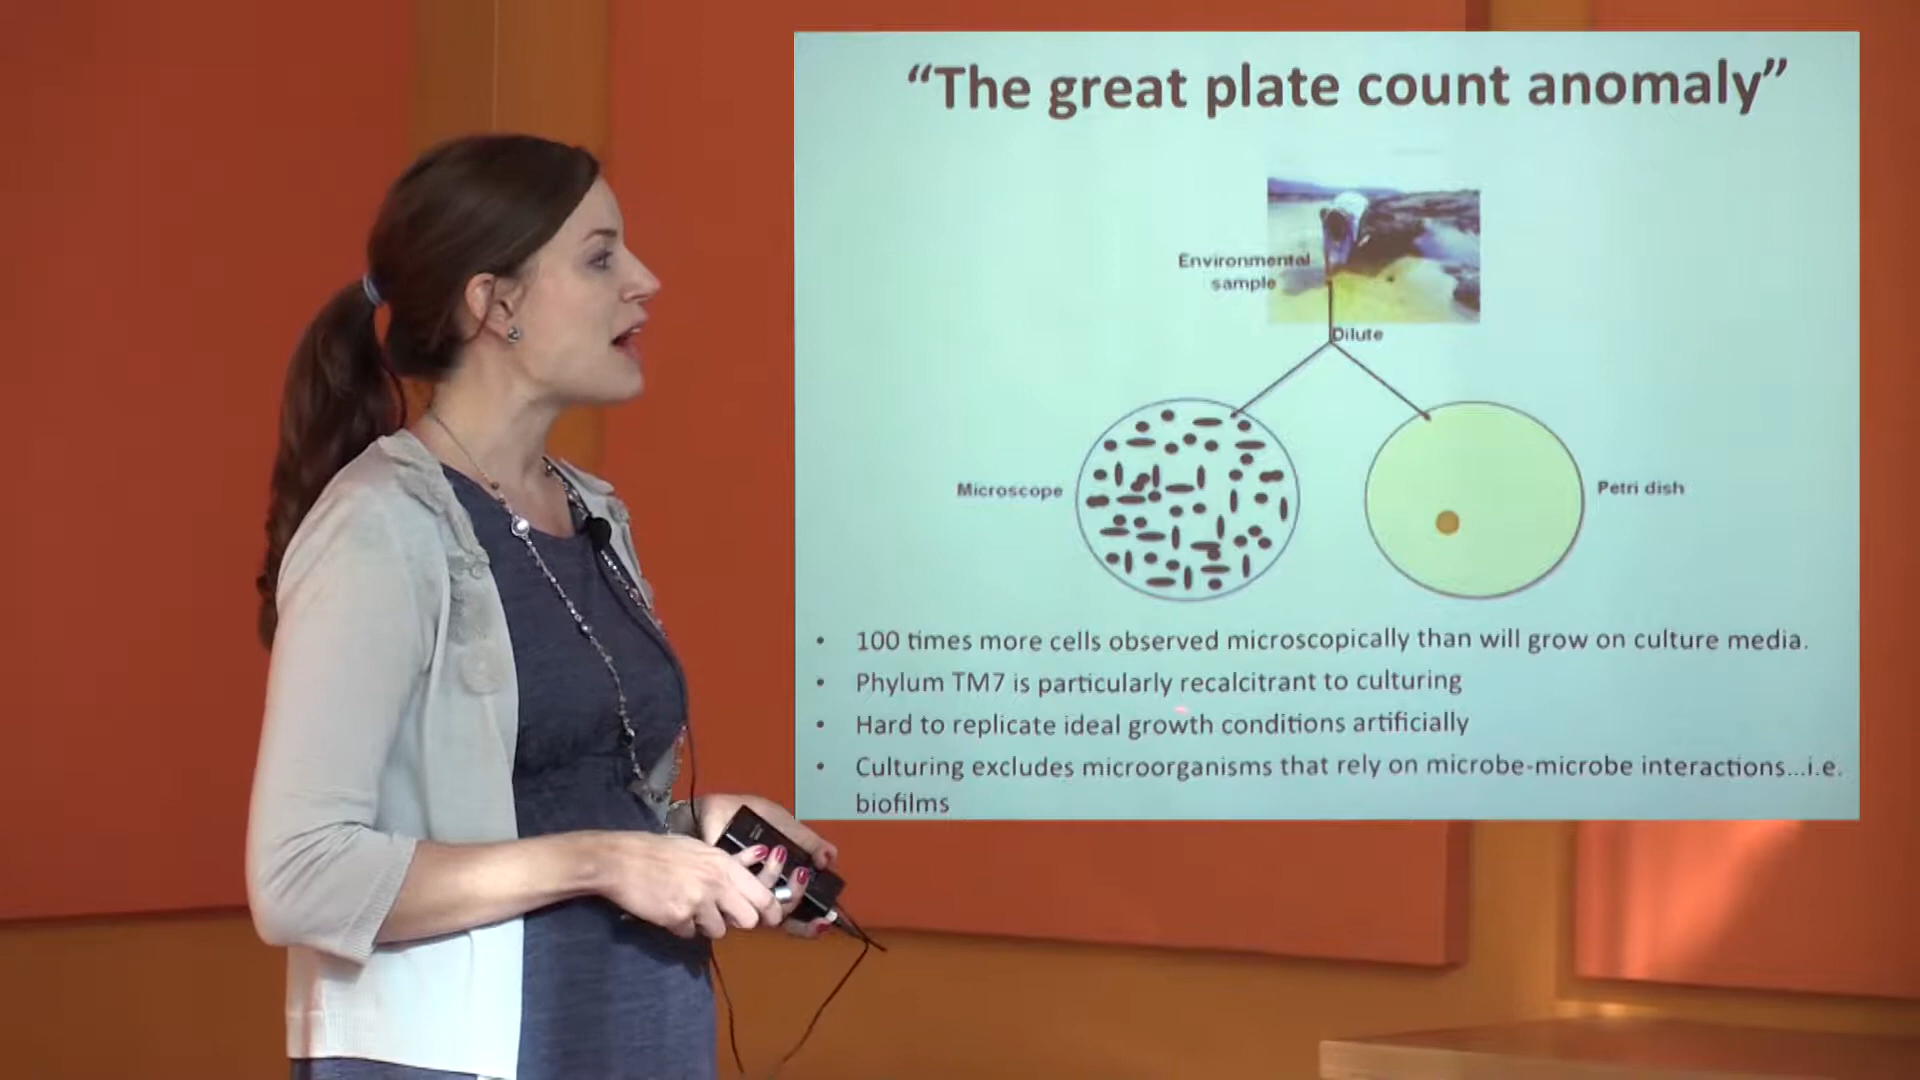 “The great plate count anomaly”
Environmental
sample
Dilute
Microscope
Petri dish
• 100 times more cells observed microscopically than will grow on culture media.
• Phylum TM7 is particularly recalcitrant to culturing
• Hard to replicate ideal growth conditions artificially
• Culturing excludes microorganisms that rely on microbe-microbe interactions...i.e.
biofilms